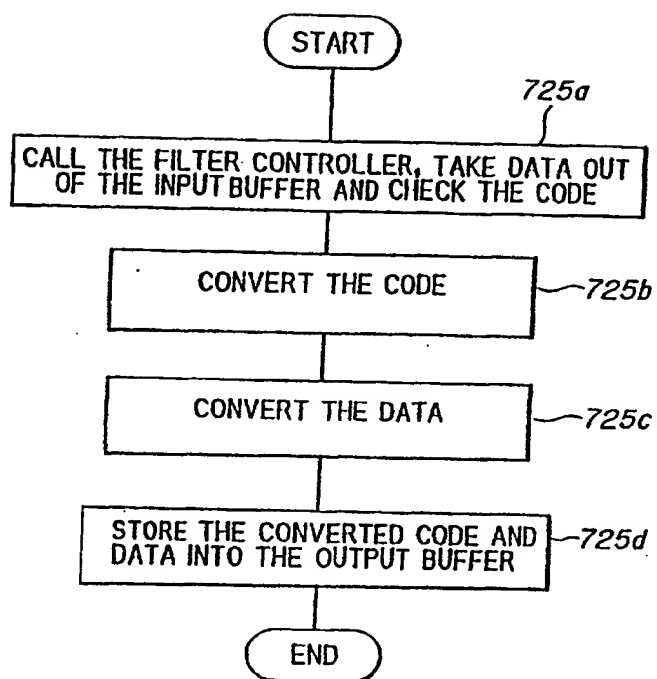 START
725a
CALL THE FILTER CONTROLLER, TAKE DATA OUT
OF THE INPUT BUFFER AND CHECK THE CODE
CONVERT THE CODE
725b
CONVERT THE DATA
725c
STORE THE CONVERTED CODE AND
DATA INTO THE OUTPUT BUFFER
725d
END